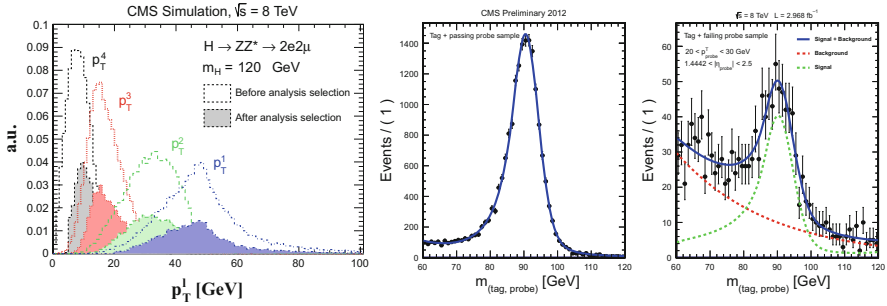 CMS Simulation, √s = 8 TeV
a.u.
0.09
0.08
0.07
0.06
0.05
0.04
0.03
0.02
0.01
0
H → ZZ* → 2e2μ
m_H = 120 GeV
Before analysis selection
After analysis selection
p_T^4
p_T^3
p_T^2
p_T^1
0 20 40 60 80 100
p_T^1 [GeV]
CMS Preliminary 2012
Tag + passing probe sample
Events / ( 1 )
1400
1200
1000
800
600
400
200
0
60 70 80 90 100 110 120
m_(tag, probe) [GeV]
√s = 8 TeV L = 2.968 fb⁻¹
Tag + failing probe sample
20 < p^T_probe < 30 GeV
1.4442 < |η_probe| < 2.5
Signal + Background
Background
Signal
Events / ( 1 )
60
50
40
30
20
10
0
60 70 80 90 100 110 120
m_(tag, probe) [GeV]